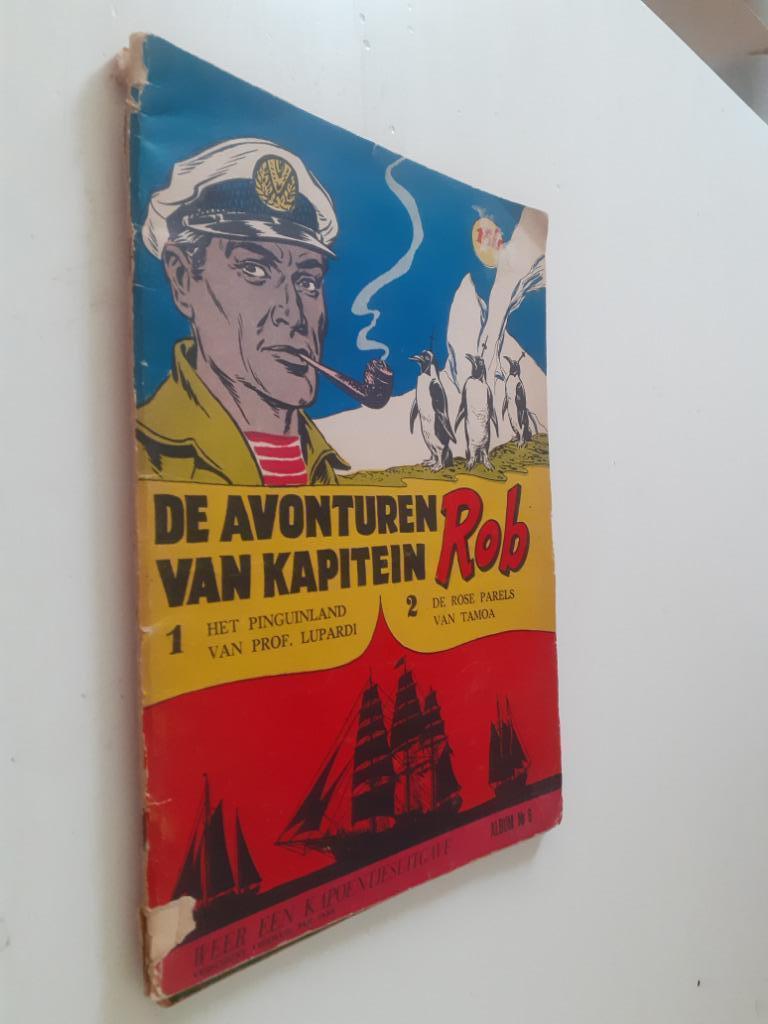 DE AVONTUREN
VAN KAPITEIN Rob
1 HET PINGUINLAND
VAN PROF. LUPARDI
2 DE ROSE PARELS
VAN TAMOA
ALBUM Nr 6
WEER EEN KAPOENTJESUITGAVE